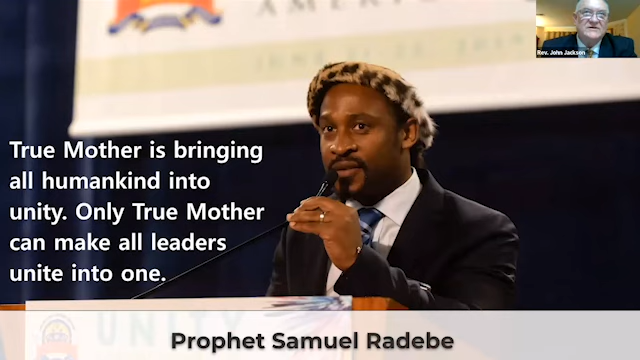 AMERIC
Rev. John Jackson
True Mother is bringing
all humankind into
unity. Only True Mother
can make all leaders
unite into one.
UNITY
Prophet Samuel Radebe